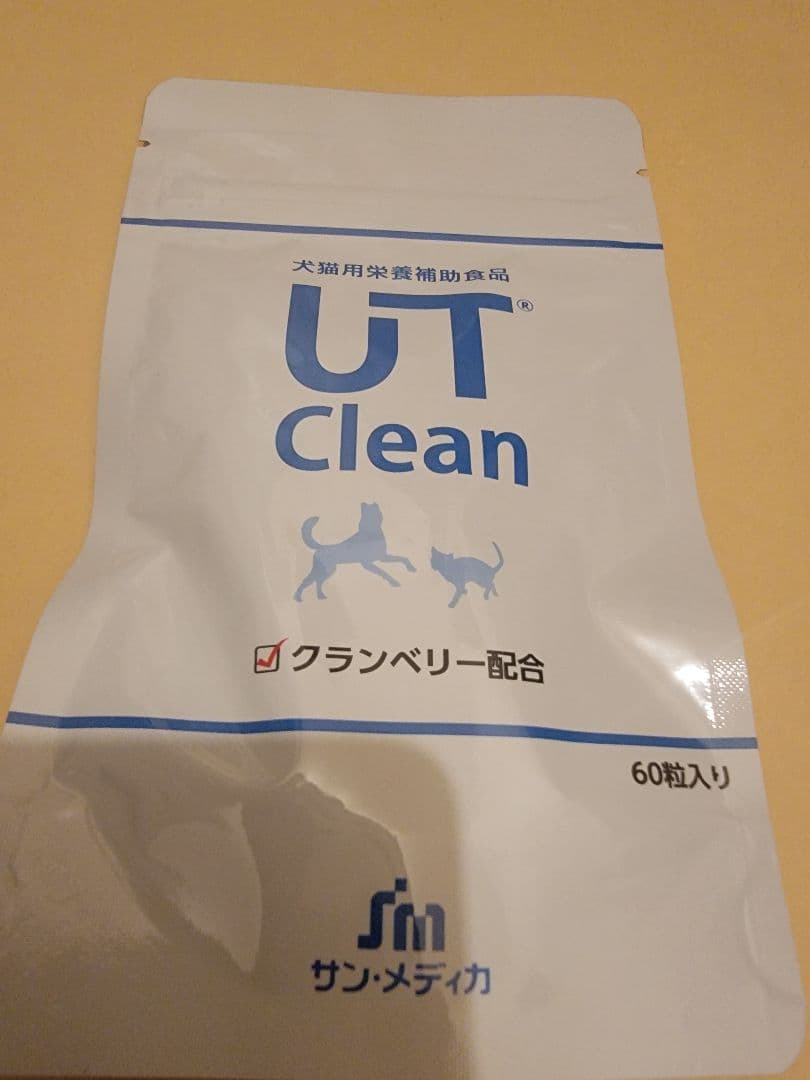 犬猫用栄養補助食品
UT®
Clean
クランベリー配合
60粒入り
sm
サン・メディカ